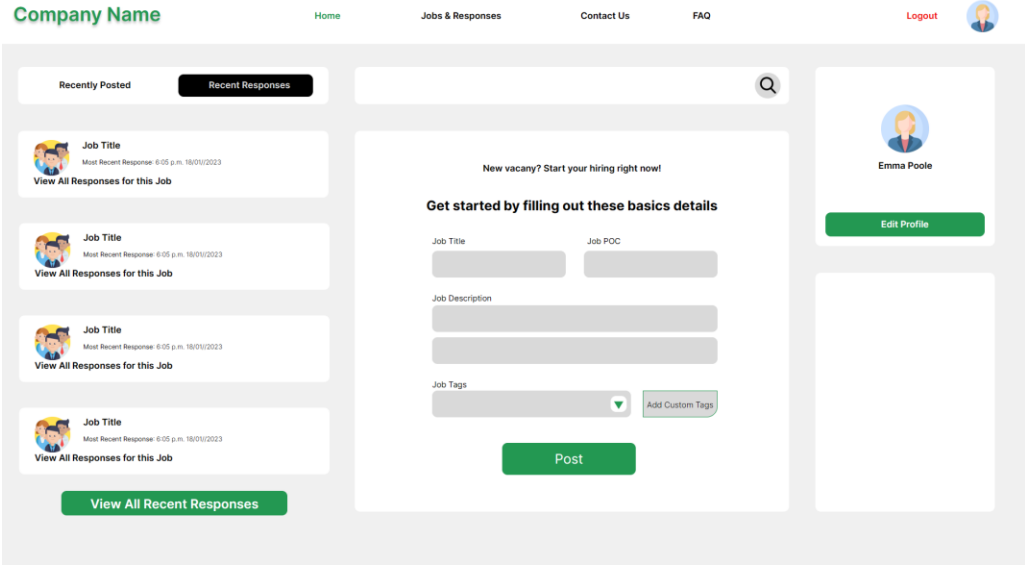 Company Name
Home
Jobs & Responses
Contact Us
FAQ
Logout
Recently Posted
Recent Responses
Job Title
Most Recent Response: 6:05 p.m. 18/01//2023
View All Responses for this Job
Job Title
Most Recent Response: 6:05 p.m. 18/01//2023
View All Responses for this Job
Job Title
Most Recent Response: 6:05 p.m. 18/01//2023
View All Responses for this Job
Job Title
Most Recent Response: 6:05 p.m. 18/01//2023
View All Responses for this Job
View All Recent Responses
New vacany? Start your hiring right now!
Get started by filling out these basics details
Job Title
Job POC
Job Description
Job Tags
Add Custom Tags
Post
Emma Poole
Edit Profile